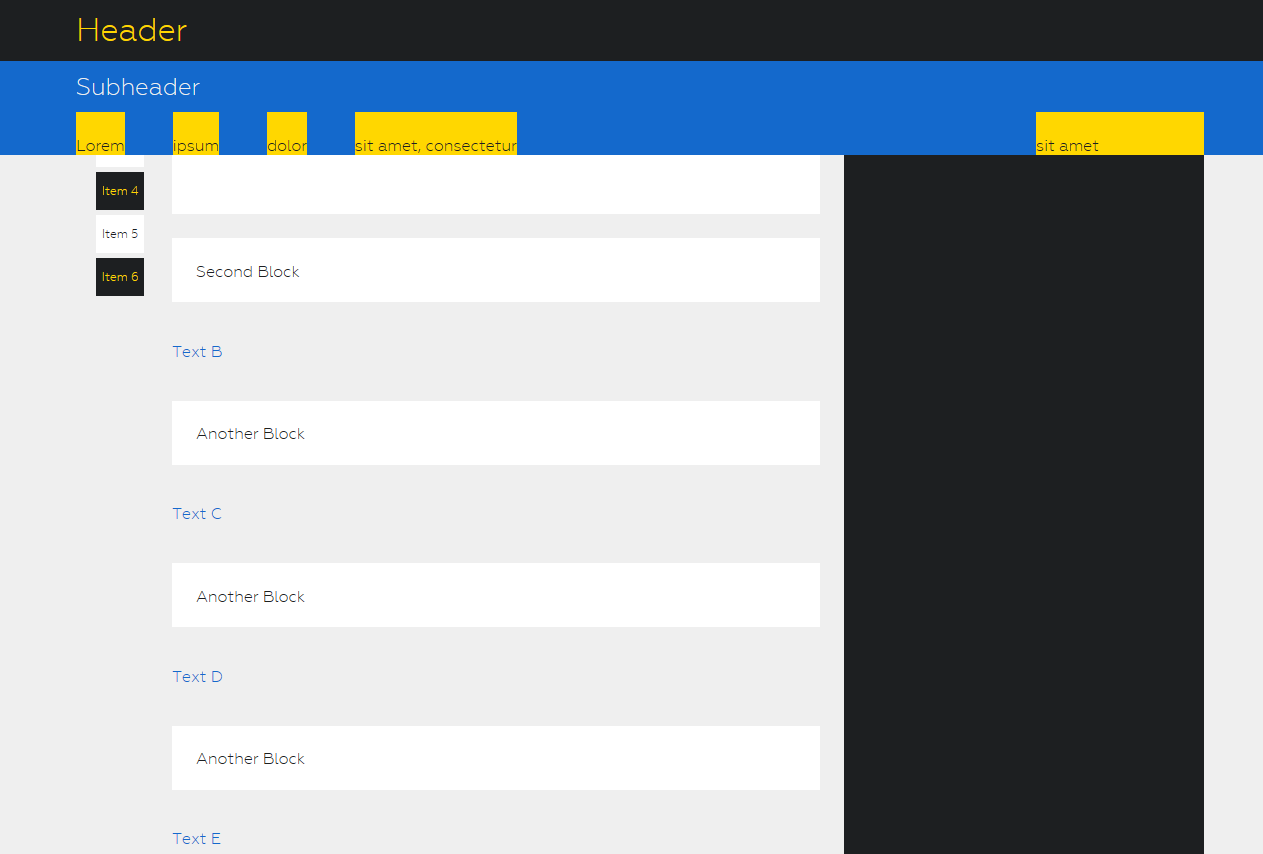 Header
Subheader
Lorem ipsum dolor sit amet, consectetur sit amet
Item 4
Item 5
Item 6
Second Block
Text B
Another Block
Text C
Another Block
Text D
Another Block
Text E